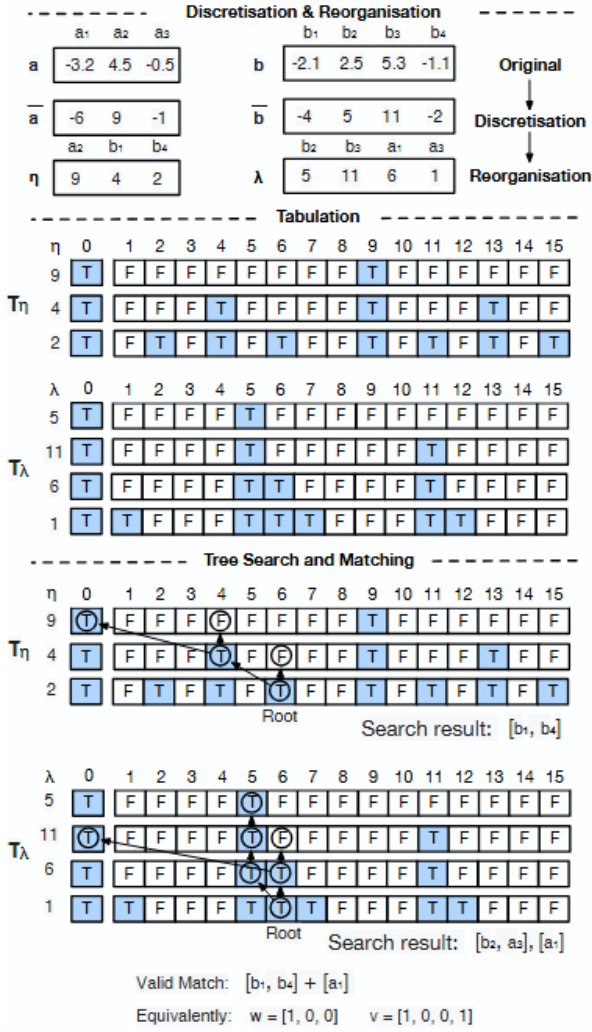 Discretisation & Reorganisation
a₁ a₂ a₃ b₁ b₂ b₃ b₄
a -3.2 4.5 -0.5 b -2.1 2.5 5.3 -1.1 Original
a̅ -6 9 -1 b̅ -4 5 11 -2 Discretisation
a₂ b₁ b₄ b₂ b₃ a₁ a₃
η 9 4 2 λ 5 11 6 1 Reorganisation
Tabulation
η 0 1 2 3 4 5 6 7 8 9 10 11 12 13 14 15
9 T F F F F F F F F T F F F F F F
Tη 4 T F F F T F F F F T F F F T F F
2 T F T F T F T F F T F T F T F T
λ 0 1 2 3 4 5 6 7 8 9 10 11 12 13 14 15
5 T F F F F T F F F F F F F F F F
11 T F F F F T F F F F F T F F F F
Tλ 6 T F F F F T T F F F F T F F F F
1 T T F F F T T T F F F T T F F F
Tree Search and Matching
η 0 1 2 3 4 5 6 7 8 9 10 11 12 13 14 15
9 T F F F F F F F F T F F F F F F
Tη 4 T F F F T F F F F T F F F T F F
2 T F T F T F T F F T F T F T F T
Root
Search result: [b₁, b₄]
λ 0 1 2 3 4 5 6 7 8 9 10 11 12 13 14 15
5 T F F F F T F F F F F F F F F F
Tλ 11 T F F F F T F F F F F T F F F F
6 T F F F F T T F F F F T F F F F
1 T T F F F T T T F F F T T F F F
Root
Search result: [b₂, a₃], [a₁]
Valid Match: [b₁, b₄] + [a₁]
Equivalently: w = [1, 0, 0] v = [1, 0, 0, 1]